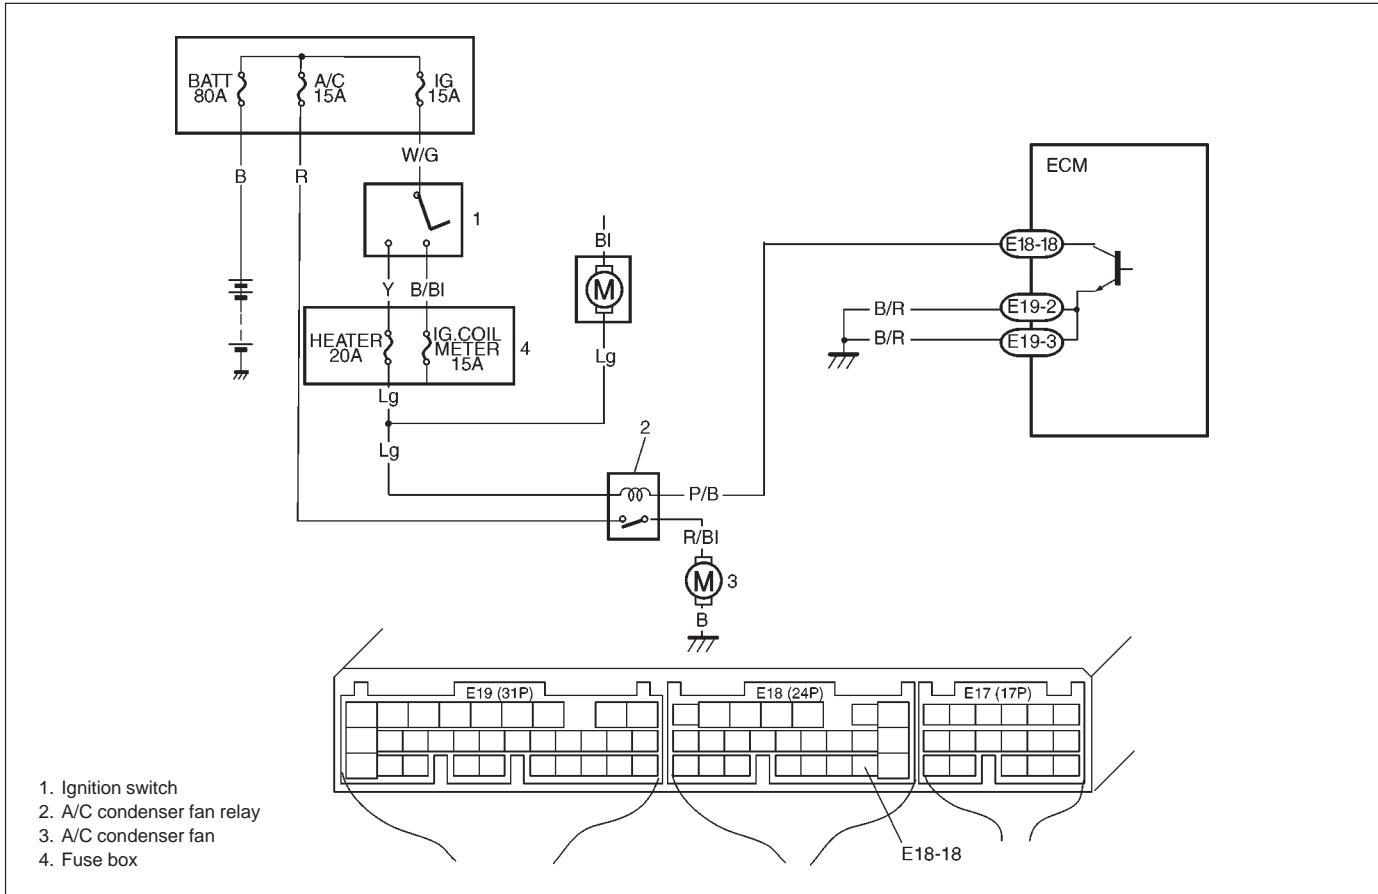 BATT
80A
A/C
15A
IG
15A
W/G
B
R
1
ECM
E18-18
Bl
M
Y
B/Bl
E19-2
B/R
HEATER
20A
IG.COIL
METER
15A
4
B/R
E19-3
Lg
Lg
2
Lg
P/B
R/Bl
M
3
B
E19 (31P)
E18 (24P)
E17 (17P)
1. Ignition switch
2. A/C condenser fan relay
3. A/C condenser fan
4. Fuse box
E18-18